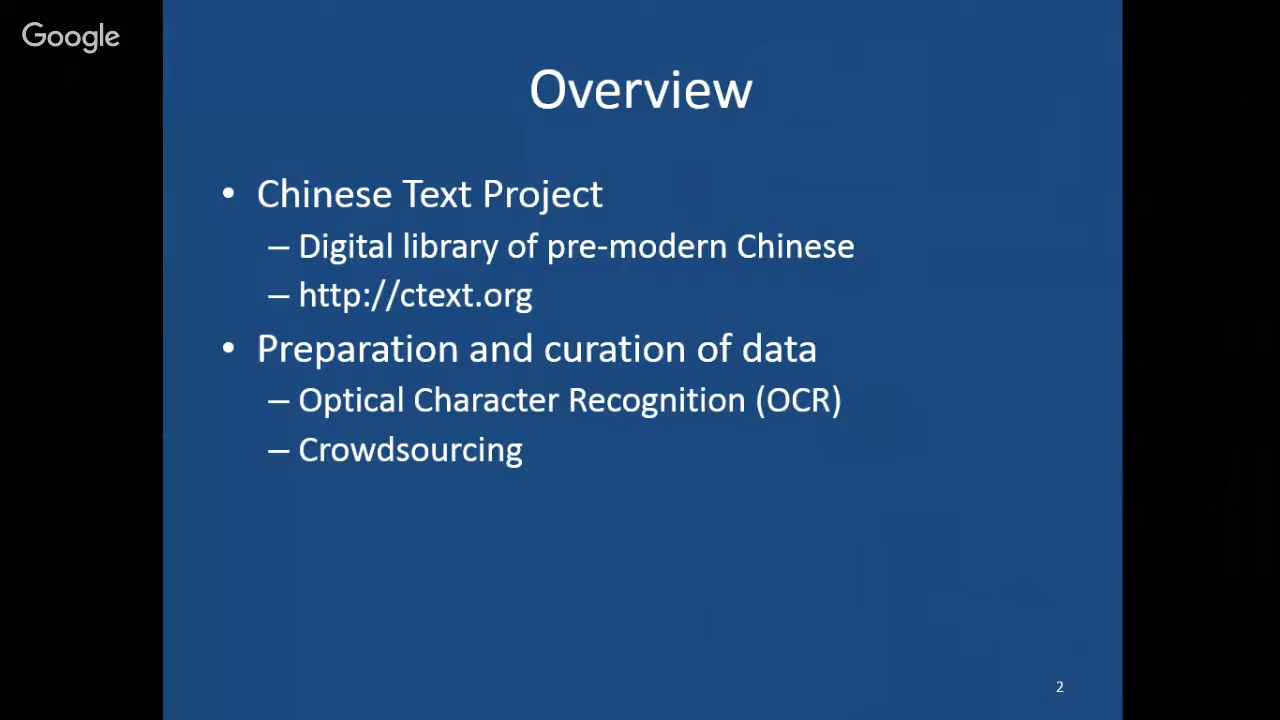 Google
Overview
• Chinese Text Project
– Digital library of pre-modern Chinese
– http://ctext.org
• Preparation and curation of data
– Optical Character Recognition (OCR)
– Crowdsourcing
2